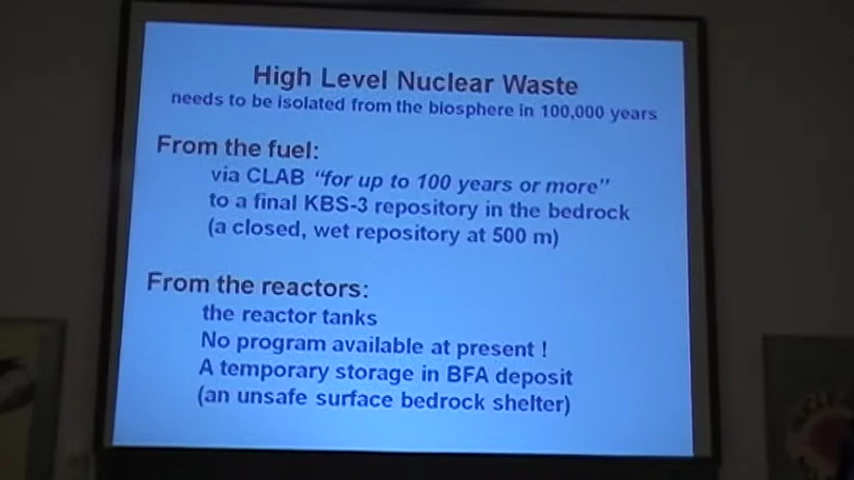 High Level Nuclear Waste
needs to be isolated from the biosphere in 100,000 years
From the fuel:
via CLAB "for up to 100 years or more"
to a final KBS-3 repository in the bedrock
(a closed, wet repository at 500 m)
From the reactors:
the reactor tanks
No program available at present !
A temporary storage in BFA deposit
(an unsafe surface bedrock shelter)